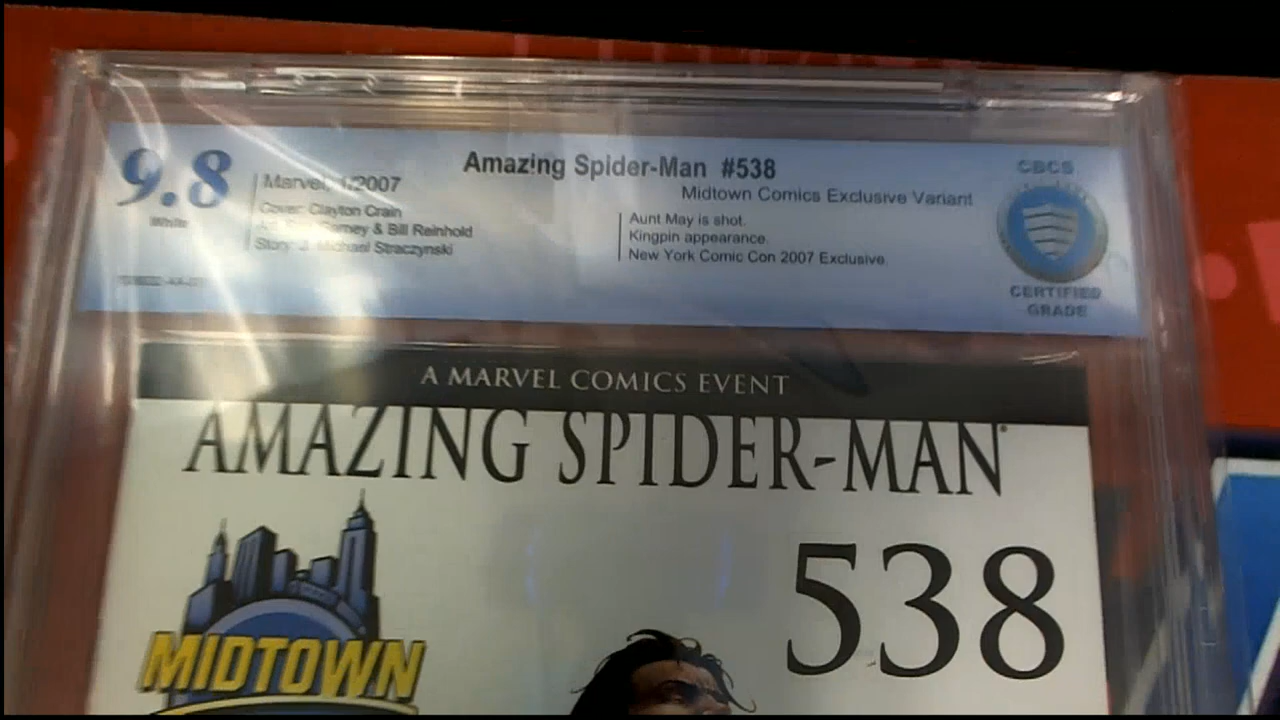 9.8
White
Amazing Spider-Man #538
Midtown Comics Exclusive Variant
Marvel, /2007
Cover: Clayton Crain
& Bill Reinhold
Story: J. Michael Straczynski
Aunt May is shot.
Kingpin appearance.
New York Comic Con 2007 Exclusive
CBCS
CERTIFIED
GRADE
A MARVEL COMICS EVENT
AMAZING SPIDER-MAN
538
MIDTOWN